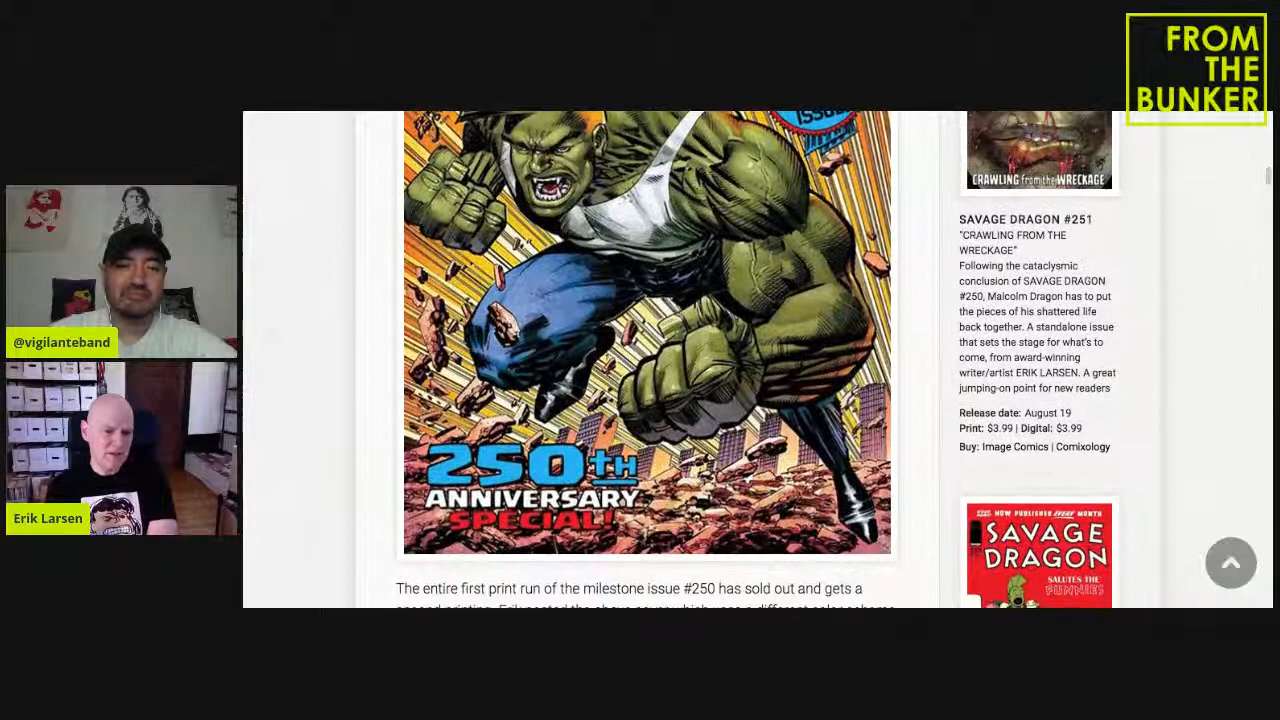 FROM
THE
BUNKER
ISSUE
CRAWLING from the WRECKAGE
SAVAGE DRAGON #251
"CRAWLING FROM THE
WRECKAGE"
Following the cataclysmic
conclusion of SAVAGE DRAGON
#250, Malcolm Dragon has to put
the pieces of his shattered life
back together. A standalone issue
that sets the stage for what's to
come, from award-winning
writer/artist ERIK LARSEN. A great
jumping-on point for new readers
Release date: August 19
Print: $3.99 | Digital: $3.99
Buy: Image Comics | Comixology
@vigilanteband
Erik Larsen
250th
ANNIVERSARY
SPECIAL!
NOW PUBLISHED EVERY MONTH
SAVAGE
DRAGON
SALUTES THE
FUNNIES
The entire first print run of the milestone issue #250 has sold out and gets a